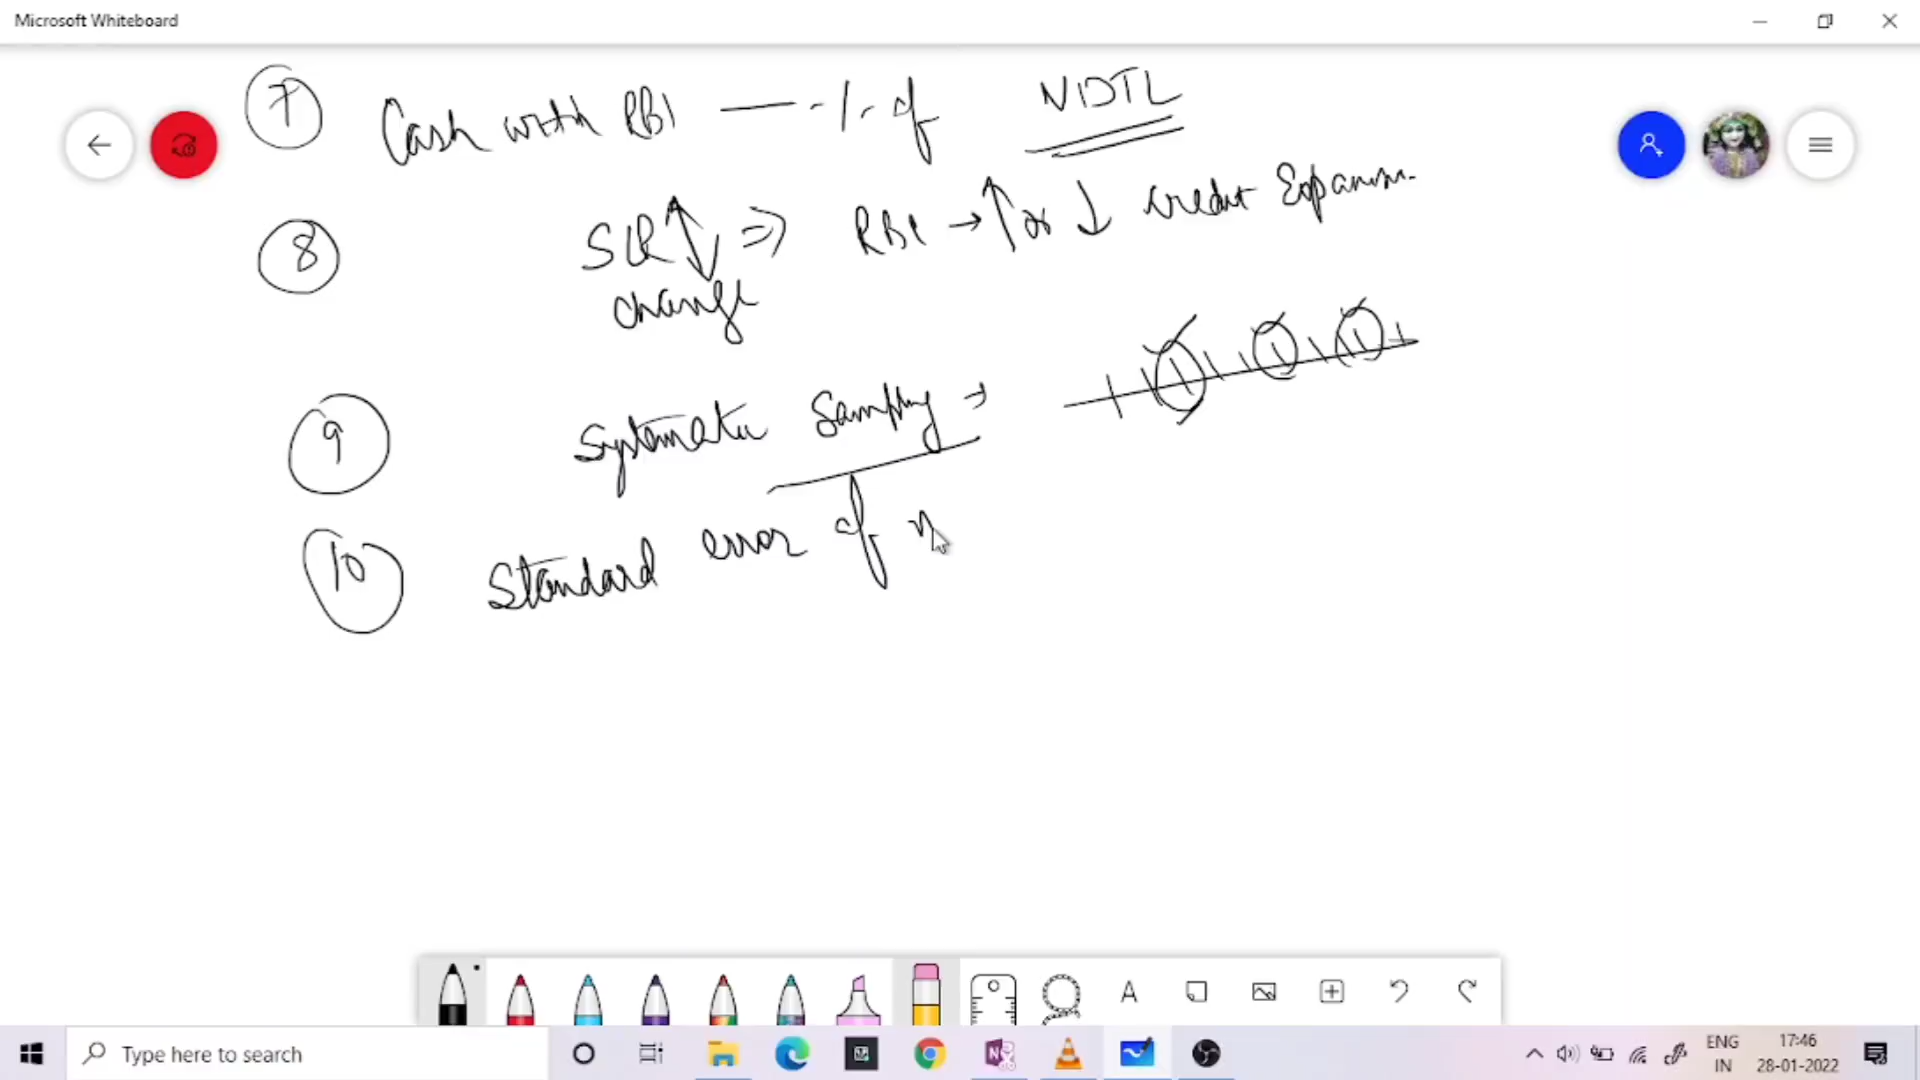 Microsoft Whiteboard
7 Cash with RBI — % of NDTL
8 SLR ↑↓ ⇒ RBI → ↑ or ↓ credit Expansion.
change
9 Systematic Sampling →
10 Standard error of
A
Type here to search
ENG
IN
17:46
28-01-2022